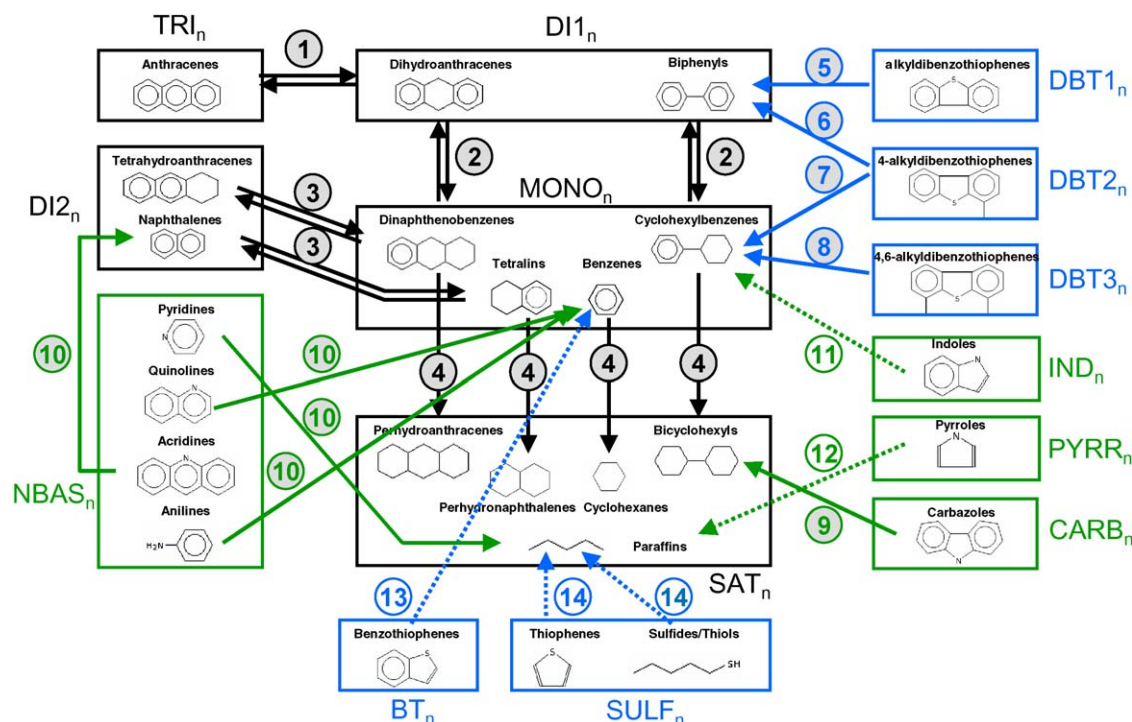 TRIn
DI1n
1
Anthracenes
Dihydroanthracenes
Biphenyls
5
alkyldibenzothiophenes
DBT1n
6
2
2
Tetrahydroanthracenes
4-alkyldibenzothiophenes
3
MONOn
7
DBT2n
DI2n
Naphthalenes
Dinaphthenobenzenes
Cyclohexylbenzenes
S
3
8
4,6-alkyldibenzothiophenes
Tetralins
Benzenes
DBT3n
S
Pyridines
N
10
10
4
4
4
4
11
Indoles
N
INDn
Quinolines
N
10
Acridines
N
Perhydroanthracenes
Bicyclohexyls
Pyrroles
N
12
PYRRn
10
NBASn
Perhydronaphthalenes
Cyclohexanes
9
Carbazoles
N
CARBn
Anilines
H2N
Paraffins
SATn
13
14
14
Benzothiophenes
S
Thiophenes
S
Sulfides/Thiols
SH
BTn
SULFn
S